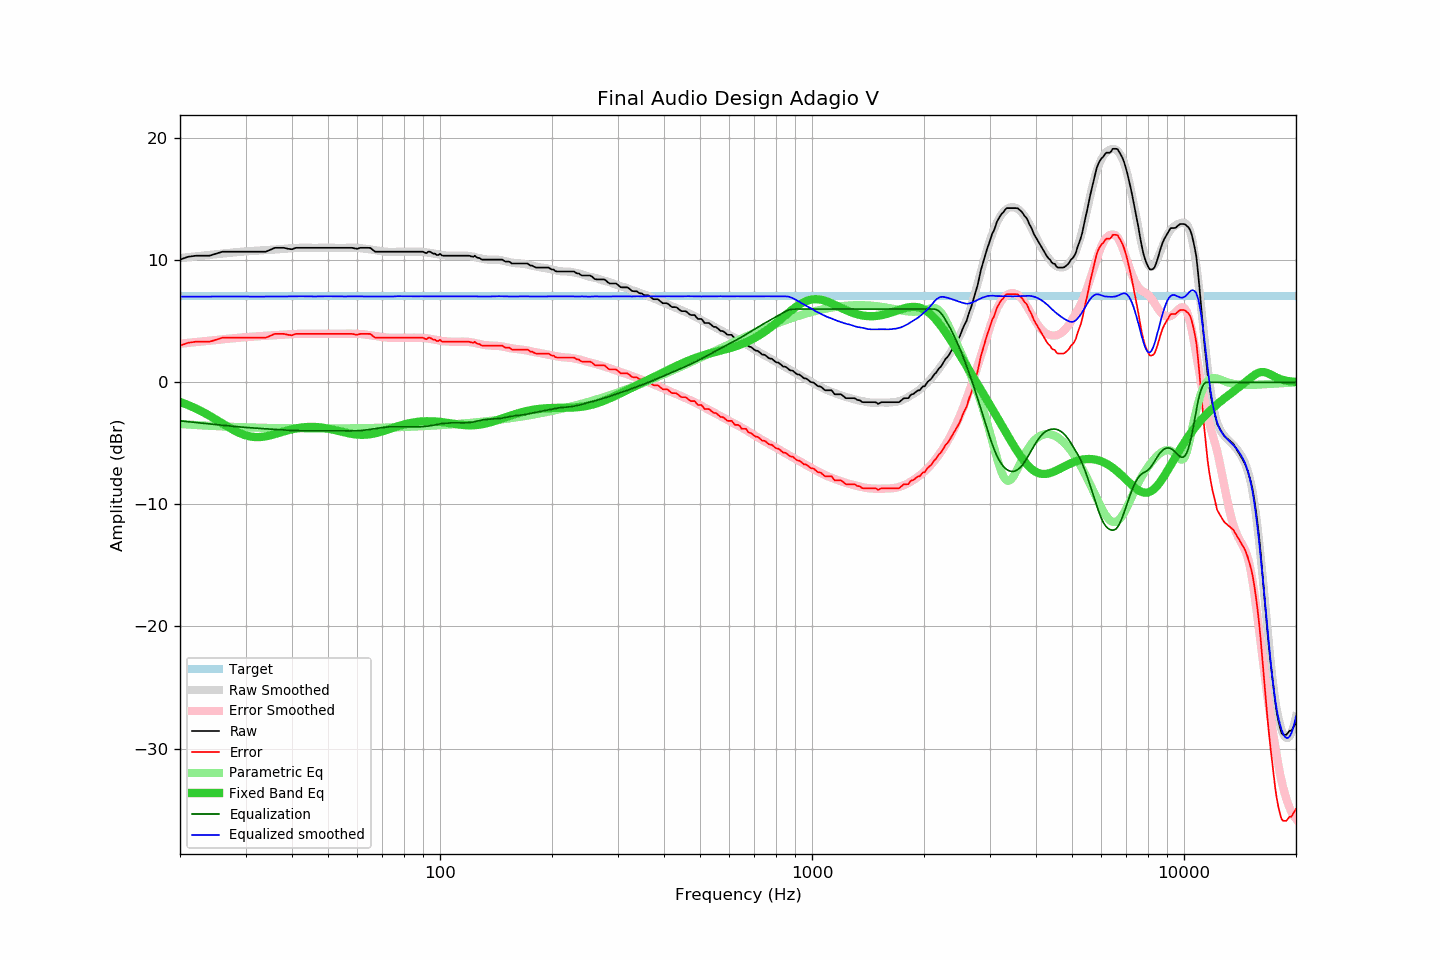 Final Audio Design Adagio V
20
10
0
−10
−20
−30
Amplitude (dBr)
Target
Raw Smoothed
Error Smoothed
Raw
Error
Parametric Eq
Fixed Band Eq
Equalization
Equalized smoothed
100
1000
10000
Frequency (Hz)